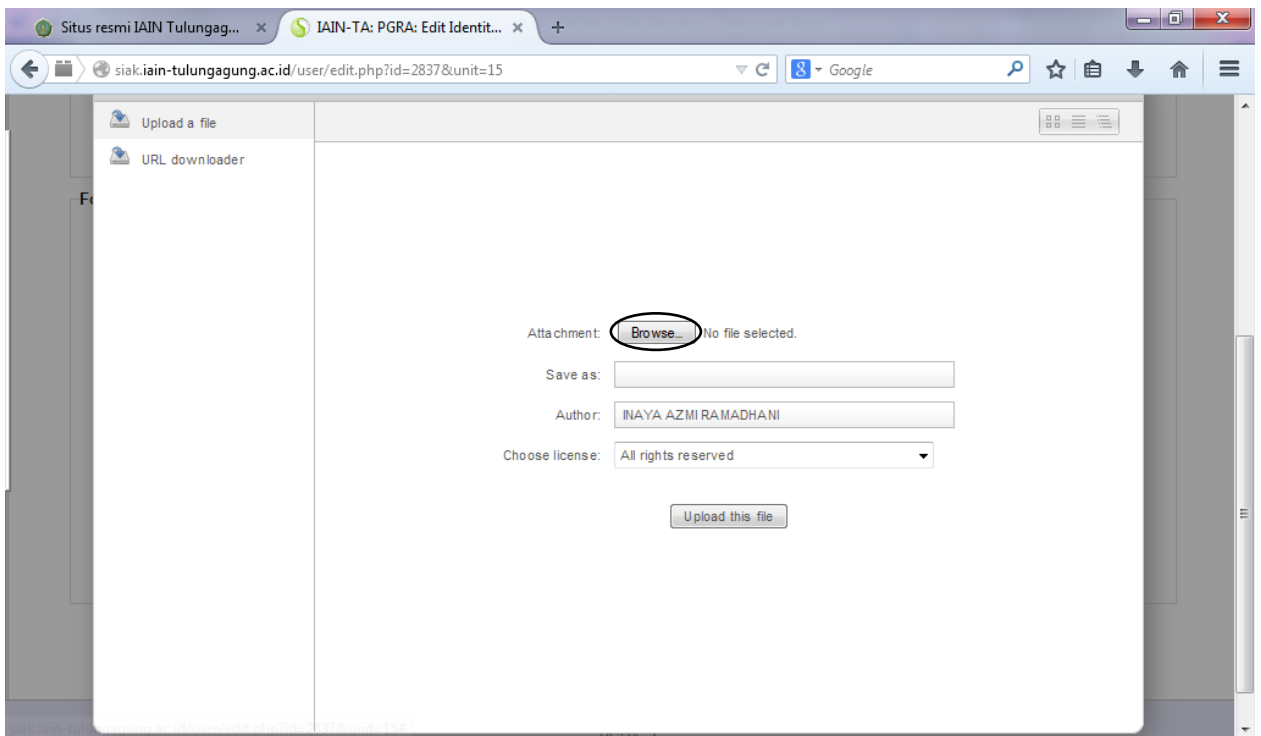 Situs resmi IAIN Tulungag...
IAIN-TA: PGRA: Edit Identit...
siak.iain-tulungagung.ac.id/user/edit.php?id=2837&unit=15
8 Google
Upload a file
URL downloader
Attachment: Browse... No file selected.
Save as:
Author: INAYA AZMI RAMADHANI
Choose license: All rights reserved
Upload this file